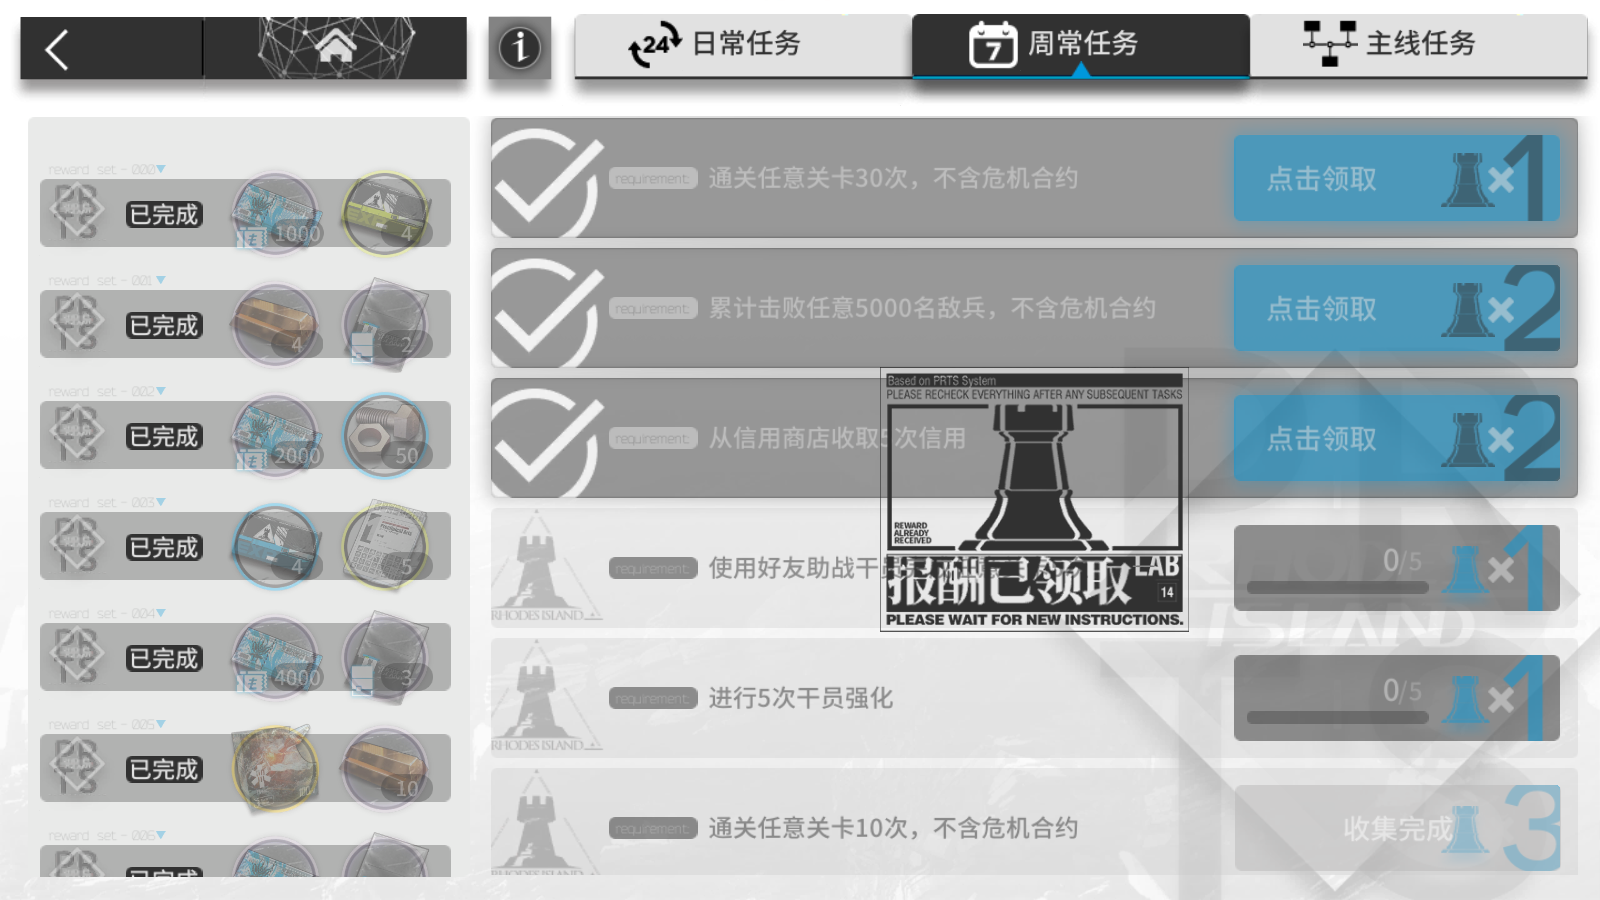 24 日常任务
7 周常任务
主线任务
reward set - 000
已完成
1000
4
reward set - 001
已完成
4
2
reward set - 002
已完成
2000
50
reward set - 003
已完成
4
5
reward set - 004
已完成
4000
3
reward set - 005
已完成
10
reward set - 006
requirement: 通关任意关卡30次，不含危机合约
点击领取
×1
requirement: 累计击败任意5000名敌兵，不含危机合约
点击领取
×2
requirement: 从信用商店收取5次信用
点击领取
×2
Based on PRTS System
PLEASE RECHECK EVERYTHING AFTER ANY SUBSEQUENT TASKS
REWARD
ALREADY
RECEIVED
报酬已领取
LAB
14
PLEASE WAIT FOR NEW INSTRUCTIONS.
RHODES ISLAND
requirement: 使用好友助战干员
0/5
×1
RHODES ISLAND
requirement: 进行5次干员强化
0/5
×1
RHODES ISLAND
requirement: 通关任意关卡10次，不含危机合约
收集完成
3
ISLAND